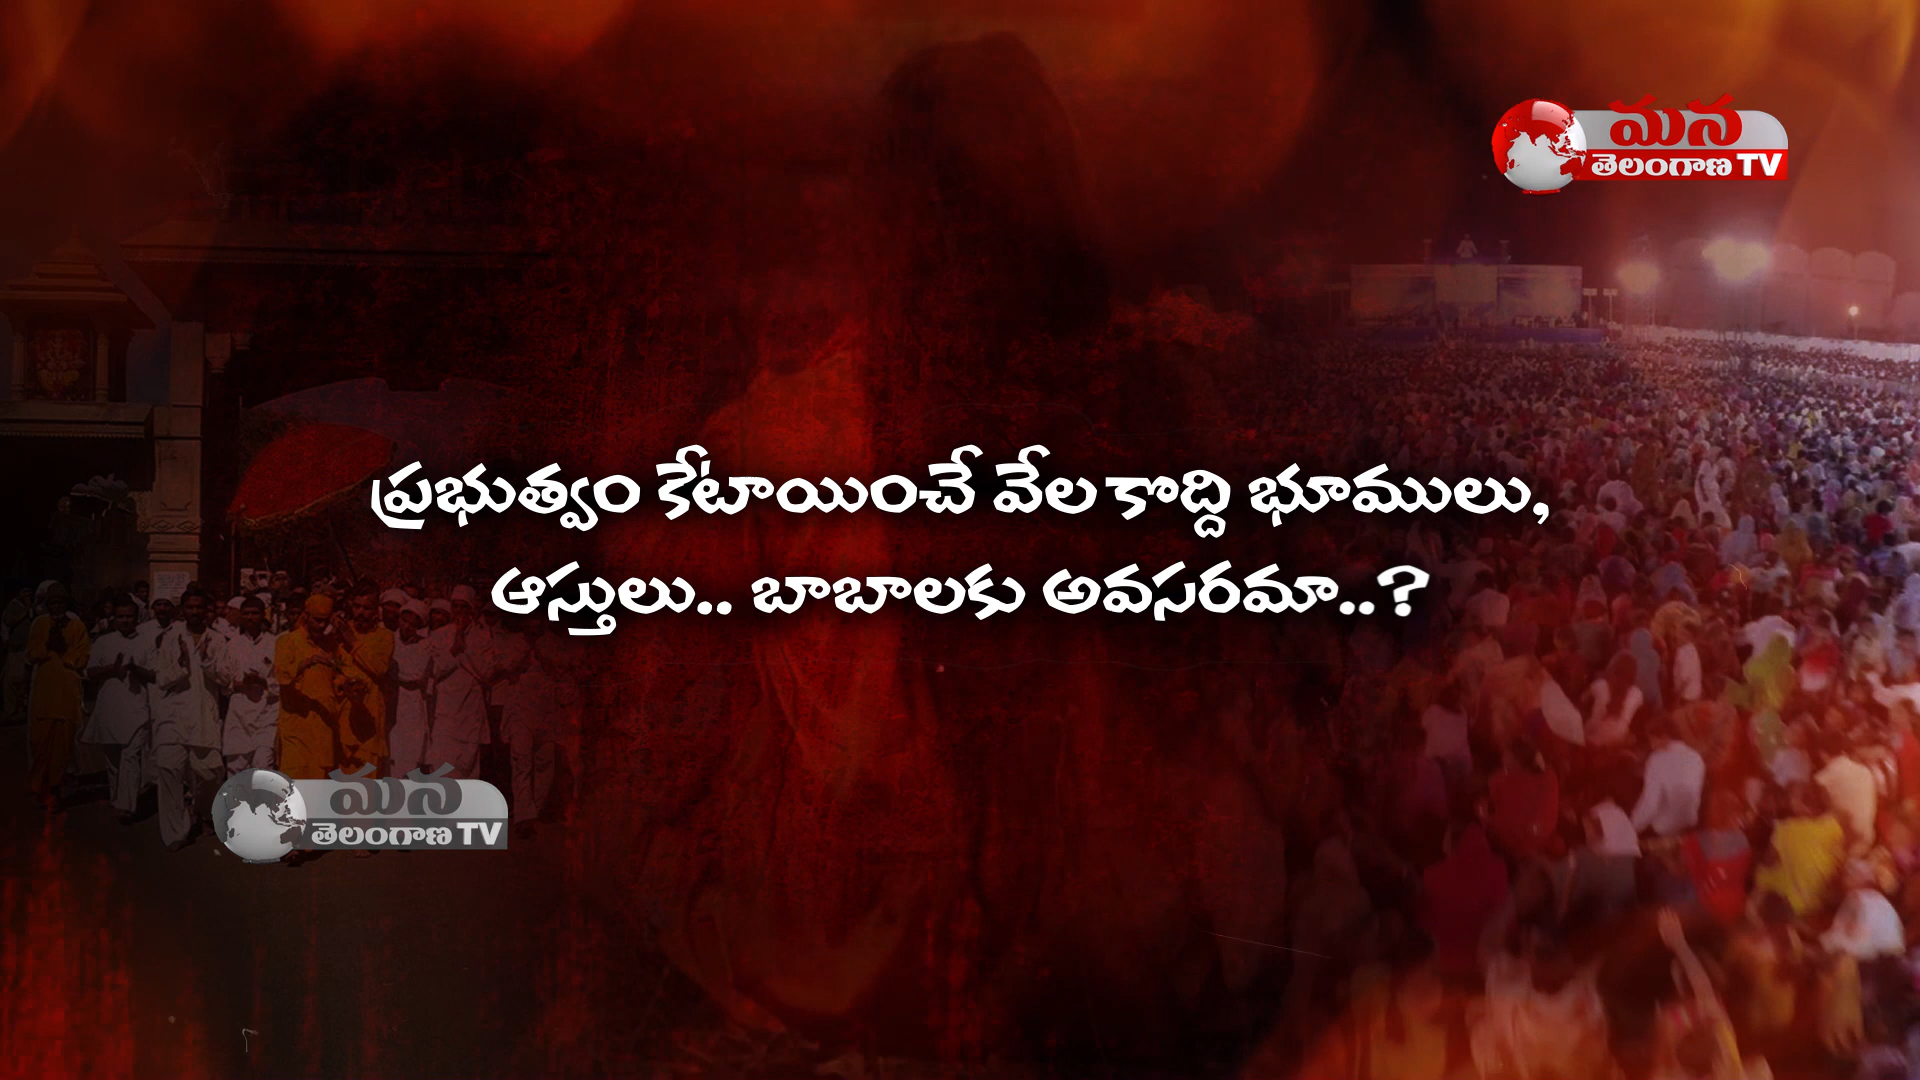 మన
తెలంగాణ TV
ప్రభుత్వం కేటాయించే వేల కొద్ది భూములు,
ఆస్తులు.. బాబాలకు అవసరమా..?
మన
తెలంగాణ TV